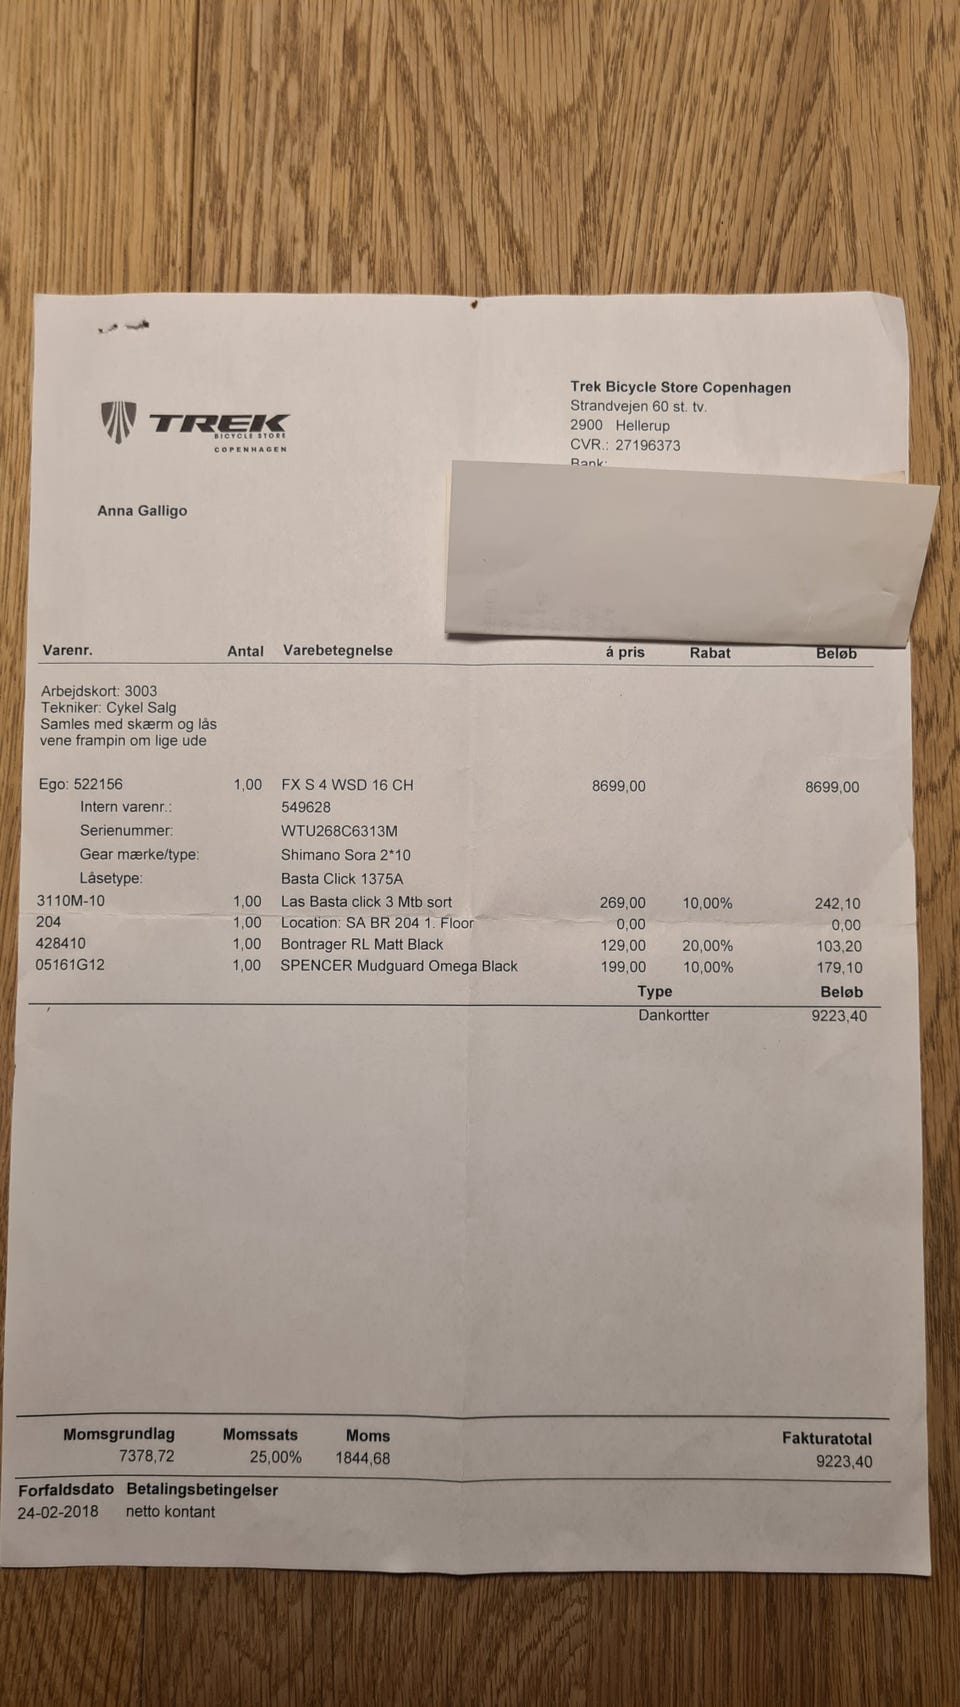 TREK
BICYCLE STORE
COPENHAGEN
Trek Bicycle Store Copenhagen
Strandvejen 60 st. tv.
2900 Hellerup
CVR.: 27196373
Bank:
Anna Galligo
Varenr. Antal Varebetegnelse á pris Rabat Beløb
Arbejdskort: 3003
Tekniker: Cykel Salg
Samles med skærm og lås
vene frampin om lige ude
Ego: 522156 1,00 FX S 4 WSD 16 CH 8699,00 8699,00
Intern varenr.: 549628
Serienummer: WTU268C6313M
Gear mærke/type: Shimano Sora 2*10
Låsetype: Basta Click 1375A
3110M-10 1,00 Las Basta click 3 Mtb sort 269,00 10,00% 242,10
204 1,00 Location: SA BR 204 1. Floor 0,00 0,00
428410 1,00 Bontrager RL Matt Black 129,00 20,00% 103,20
05161G12 1,00 SPENCER Mudguard Omega Black 199,00 10,00% 179,10
Type Beløb
Dankortter 9223,40
Momsgrundlag Momssats Moms Fakturatotal
7378,72 25,00% 1844,68 9223,40
Forfaldsdato Betalingsbetingelser
24-02-2018 netto kontant